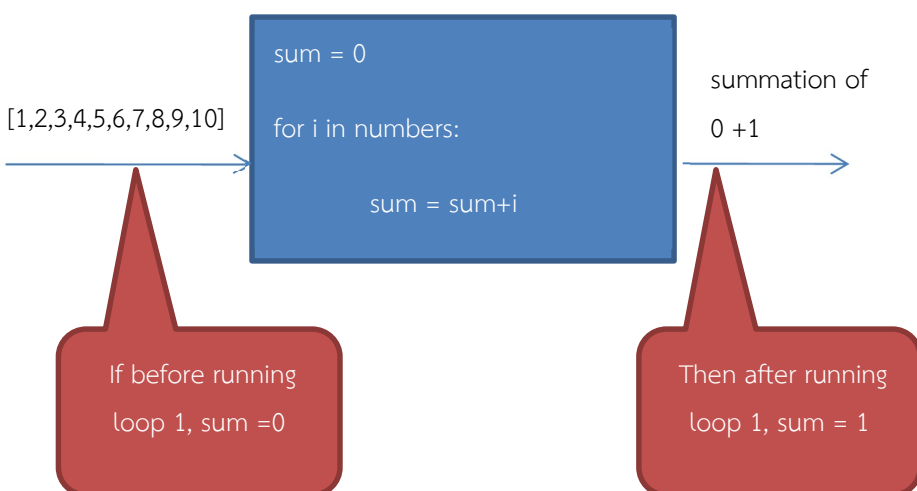 [1,2,3,4,5,6,7,8,9,10]
sum = 0
for i in numbers:
sum = sum+i
summation of
0 +1
If before running
loop 1, sum =0
Then after running
loop 1, sum = 1